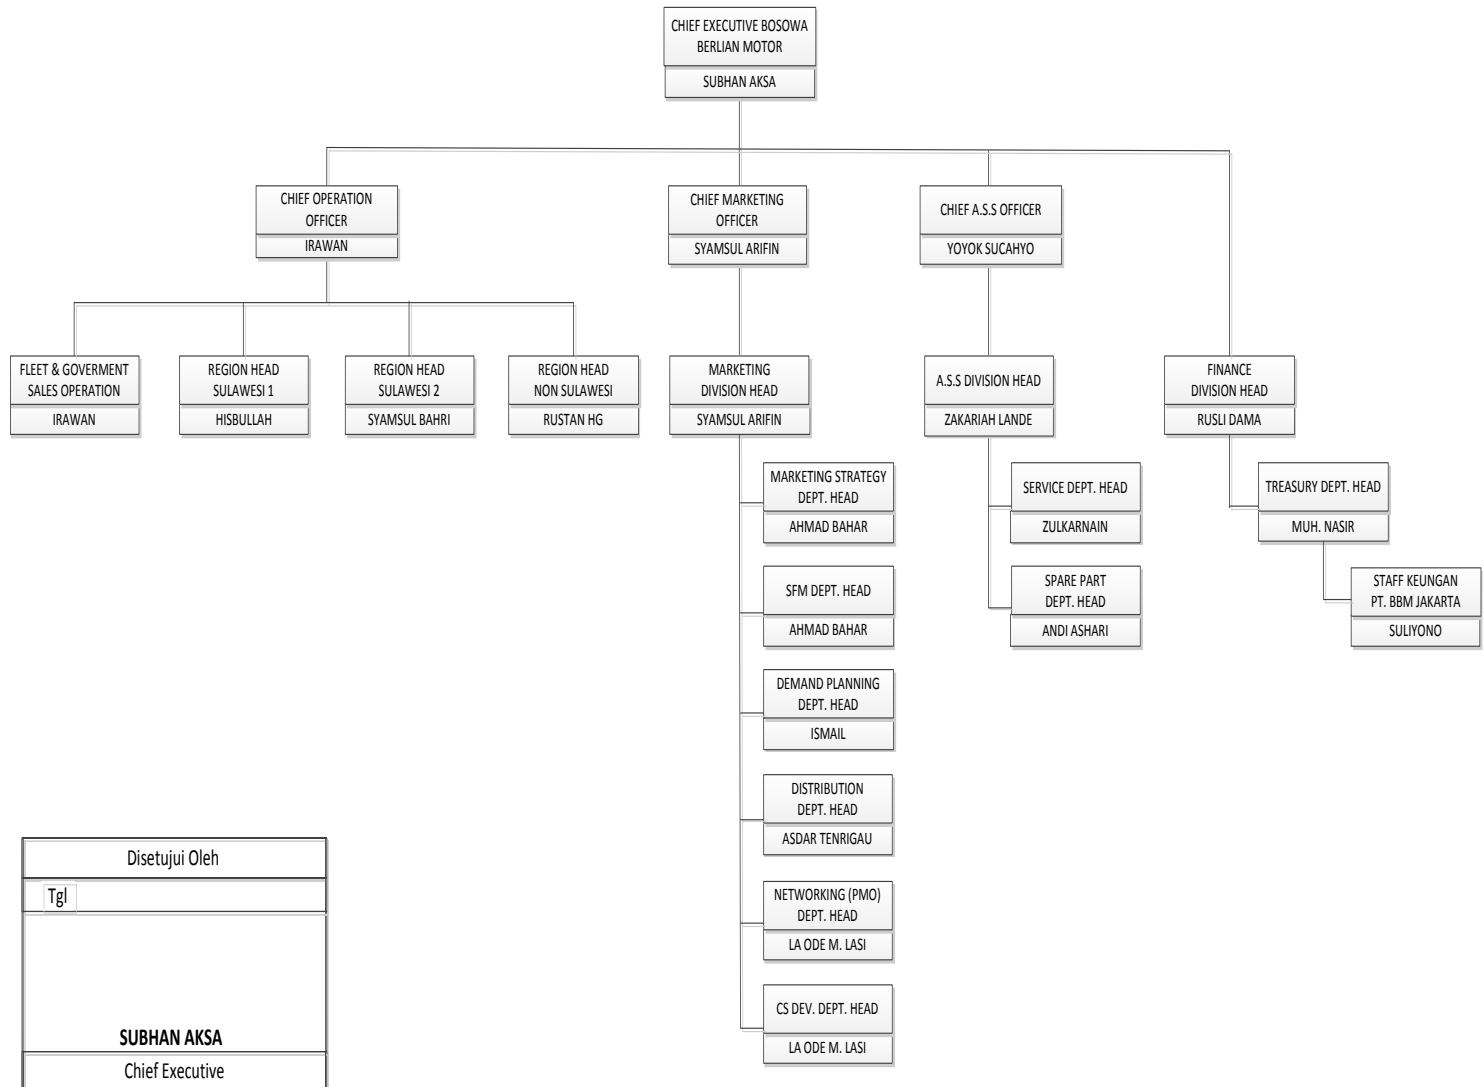 CHIEF EXECUTIVE BOSOWA
BERLIAN MOTOR
SUBHAN AKSA
CHIEF OPERATION
OFFICER
IRAWAN
CHIEF MARKETING
OFFICER
SYAMSUL ARIFIN
CHIEF A.S.S OFFICER
YOYOK SUCAHYO
FLEET & GOVERMENT
SALES OPERATION
IRAWAN
REGION HEAD
SULAWESI 1
HISBULLAH
REGION HEAD
SULAWESI 2
SYAMSUL BAHRI
REGION HEAD
NON SULAWESI
RUSTAN HG
MARKETING
DIVISION HEAD
SYAMSUL ARIFIN
A.S.S DIVISION HEAD
ZAKARIAH LANDE
FINANCE
DIVISION HEAD
RUSLI DAMA
MARKETING STRATEGY
DEPT. HEAD
AHMAD BAHAR
SFM DEPT. HEAD
AHMAD BAHAR
DEMAND PLANNING
DEPT. HEAD
ISMAIL
DISTRIBUTION
DEPT. HEAD
ASDAR TENRIGAU
NETWORKING (PMO)
DEPT. HEAD
LA ODE M. LASI
CS DEV. DEPT. HEAD
LA ODE M. LASI
SERVICE DEPT. HEAD
ZULKARNAIN
SPARE PART
DEPT. HEAD
ANDI ASHARI
TREASURY DEPT. HEAD
MUH. NASIR
STAFF KEUNGAN
PT. BBM JAKARTA
SULIYONO
Disetujui Oleh
Tgl
SUBHAN AKSA
Chief Executive